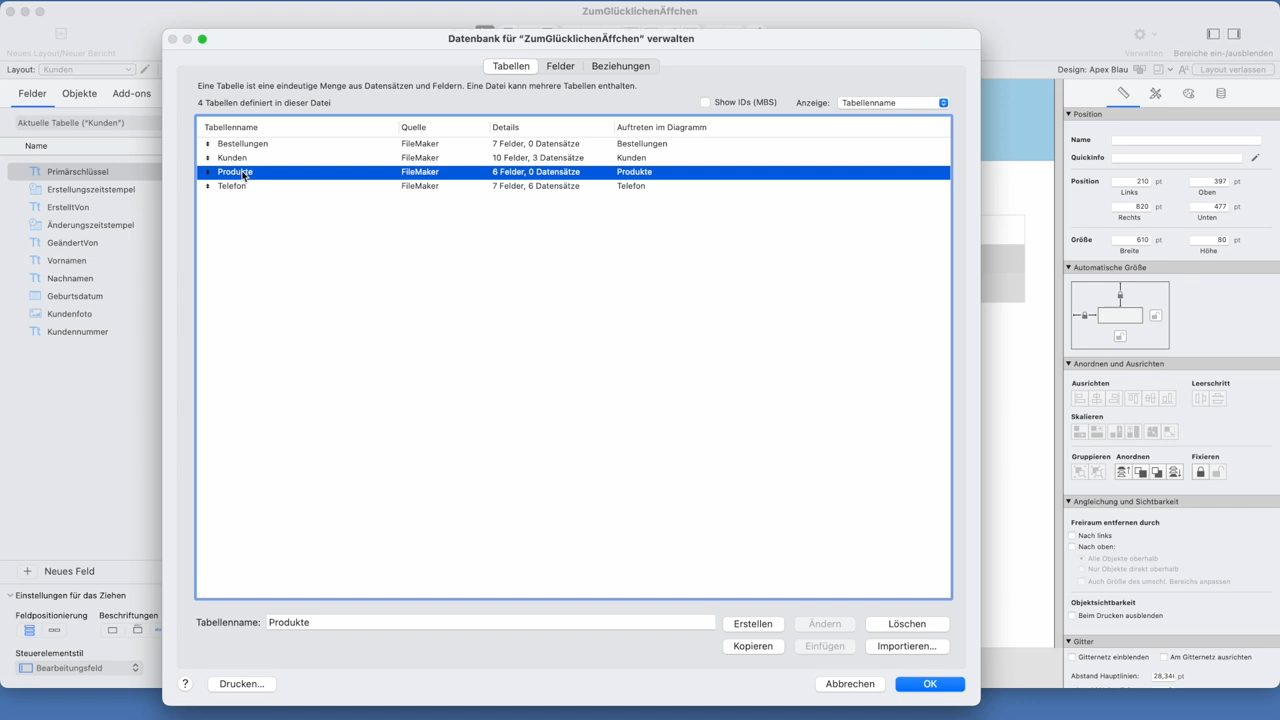 ZumGlücklichenÄffchen
Neues Layout/Neuer Bericht
Verwalten
Bereiche ein-/ausblenden
Layout: Kunden
Design: Apex Blau
Layout verlassen
Felder
Objekte
Add-ons
Aktuelle Tabelle ("Kunden")
Name
Primärschlüssel
Erstellungszeitstempel
ErstelltVon
Änderungszeitstempel
GeändertVon
Vornamen
Nachnamen
Geburtsdatum
Kundenfoto
Kundennummer
Neues Feld
Einstellungen für das Ziehen
Feldpositionierung Beschriftungen
Steuerelementstil
Bearbeitungsfeld
Datenbank für "ZumGlücklichenÄffchen" verwalten
Tabellen Felder Beziehungen
Eine Tabelle ist eine eindeutige Menge aus Datensätzen und Feldern. Eine Datei kann mehrere Tabellen enthalten.
4 Tabellen definiert in dieser Datei
Show IDs (MBS)
Anzeige: Tabellenname
Tabellenname Quelle Details Auftreten im Diagramm
Bestellungen FileMaker 7 Felder, 0 Datensätze Bestellungen
Kunden FileMaker 10 Felder, 3 Datensätze Kunden
Produkte FileMaker 6 Felder, 0 Datensätze Produkte
Telefon FileMaker 7 Felder, 6 Datensätze Telefon
Tabellenname: Produkte
Erstellen Ändern Löschen
Kopieren Einfügen Importieren...
? Drucken... Abbrechen OK
Position
Name
QuickInfo
Position 210 pt 397 pt
Links Oben
820 pt 477 pt
Rechts Unten
Größe 610 pt 80 pt
Breite Höhe
Automatische Größe
Anordnen und Ausrichten
Ausrichten Leerschritt
Skalieren
Gruppieren Anordnen Fixieren
Angleichung und Sichtbarkeit
Freiraum entfernen durch
Nach links
Nach oben:
Alle Objekte oberhalb
Nur Objekte direkt oberhalb
Auch Größe des umschl. Bereichs anpassen
Objektsichtbarkeit
Beim Drucken ausblenden
Gitter
Gitternetz einblenden Am Gitternetz ausrichten
Abstand Hauptlinien: 28,346 pt